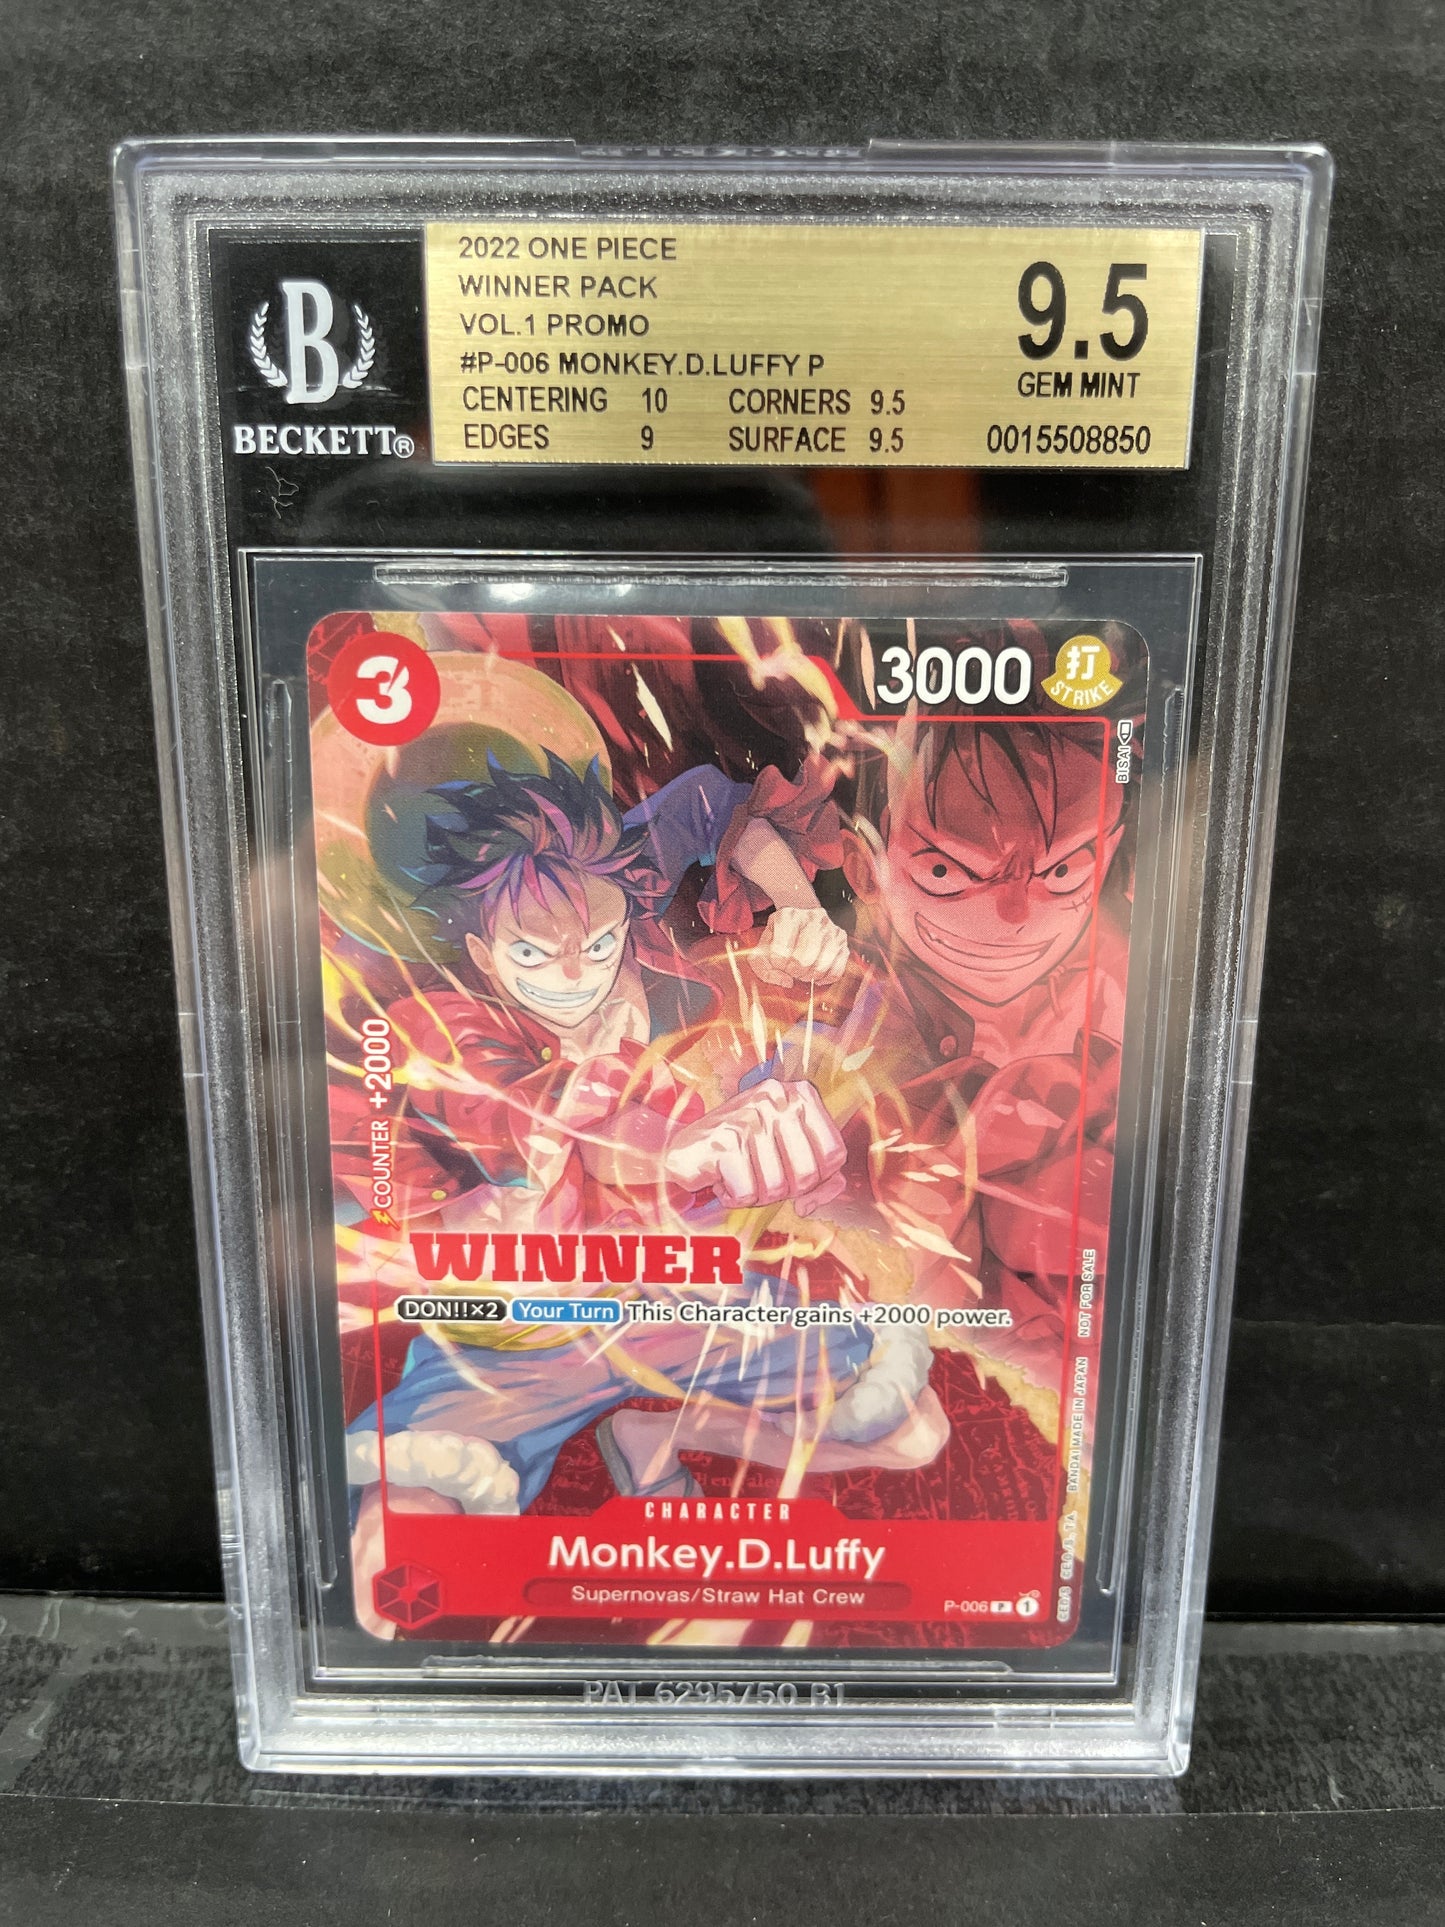 2022 ONE PIECE
WINNER PACK
VOL.1 PROMO
#P-006 MONKEY.D.LUFFY P
CENTERING 10 CORNERS 9.5
EDGES 9 SURFACE 9.5
9.5
GEM MINT
0015508850
B
BECKETT®
3
3000
打
STRIKE
BISAI
COUNTER +2000
WINNER
DON!!×2 Your Turn This Character gains +2000 power.
NOT FOR SALE
BANDAI MADE IN JAPAN
CHARACTER
Monkey.D.Luffy
Supernovas/Straw Hat Crew
P-006 P 1
PAT 6295750 B1